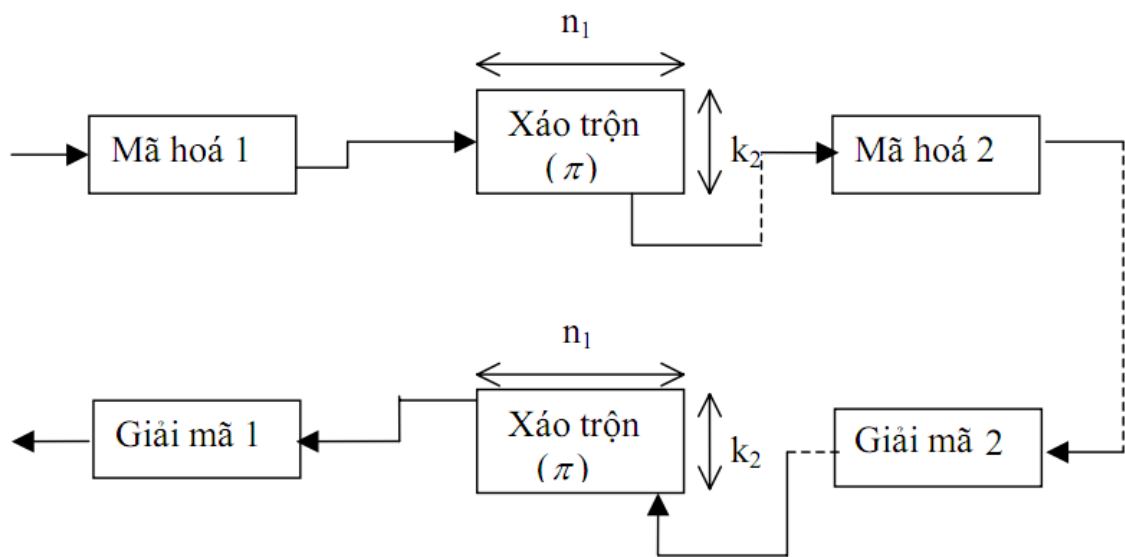 n₁
Mã hoá 1
Xáo trộn
(π)
k₂
Mã hoá 2
n₁
Giải mã 1
Xáo trộn
(π)
k₂
Giải mã 2